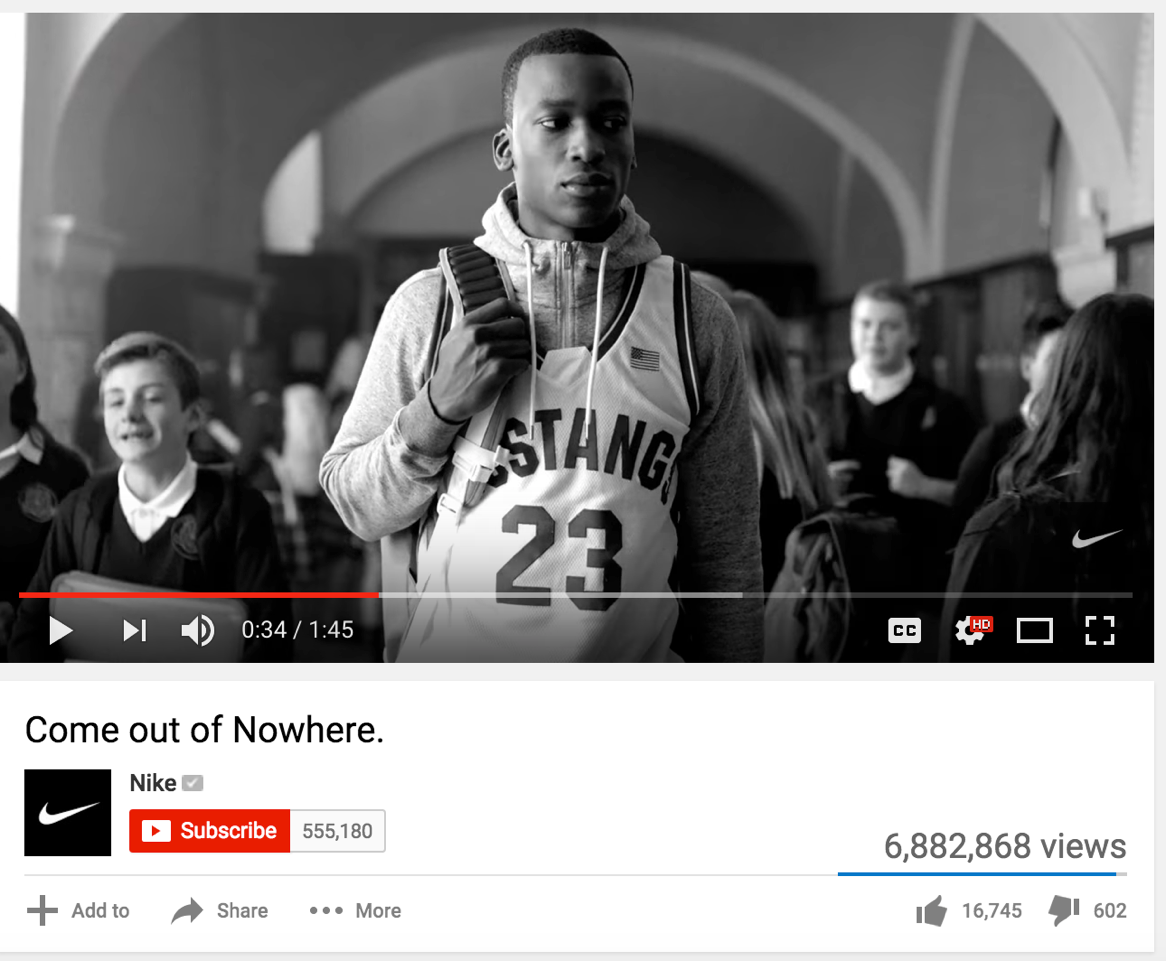 STANGS
23
0:34 / 1:45
CC
HD
Come out of Nowhere.
Nike
Subscribe 555,180
6,882,868 views
Add to Share More 16,745 602